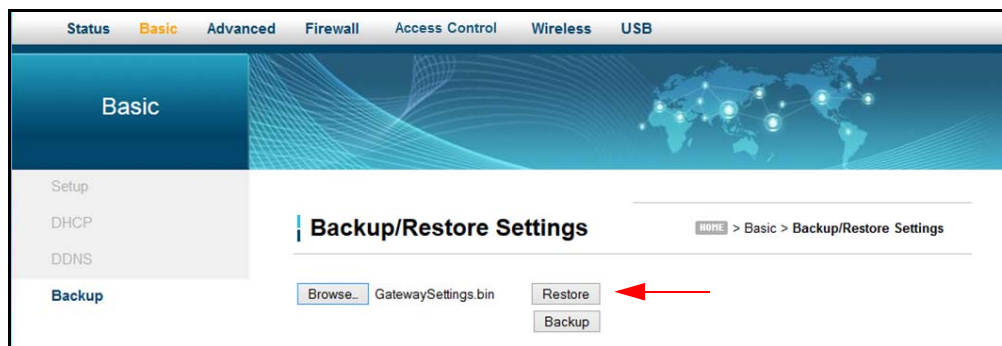 Status Basic Advanced Firewall Access Control Wireless USB
Basic
Setup
DHCP
DDNS
Backup
Backup/Restore Settings
HOME > Basic > Backup/Restore Settings
Browse... GatewaySettings.bin Restore
Backup